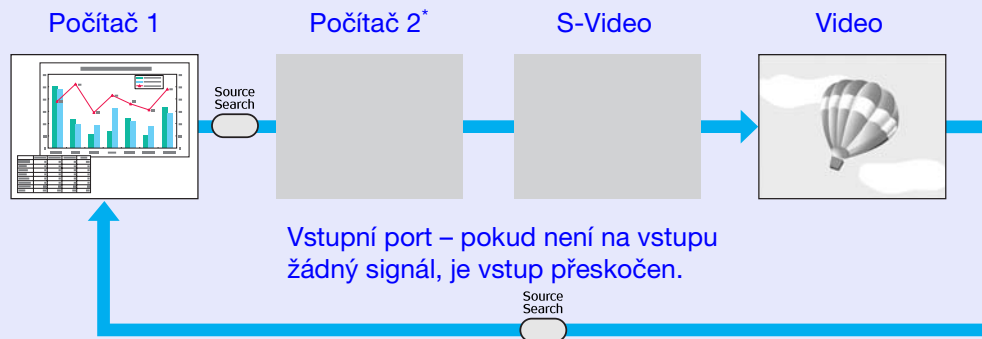 Počítač 1
Počítač 2*
S-Video
Video
Source
Search
Vstupní port – pokud není na vstupu
žádný signál, je vstup přeskočen.
Source
Search